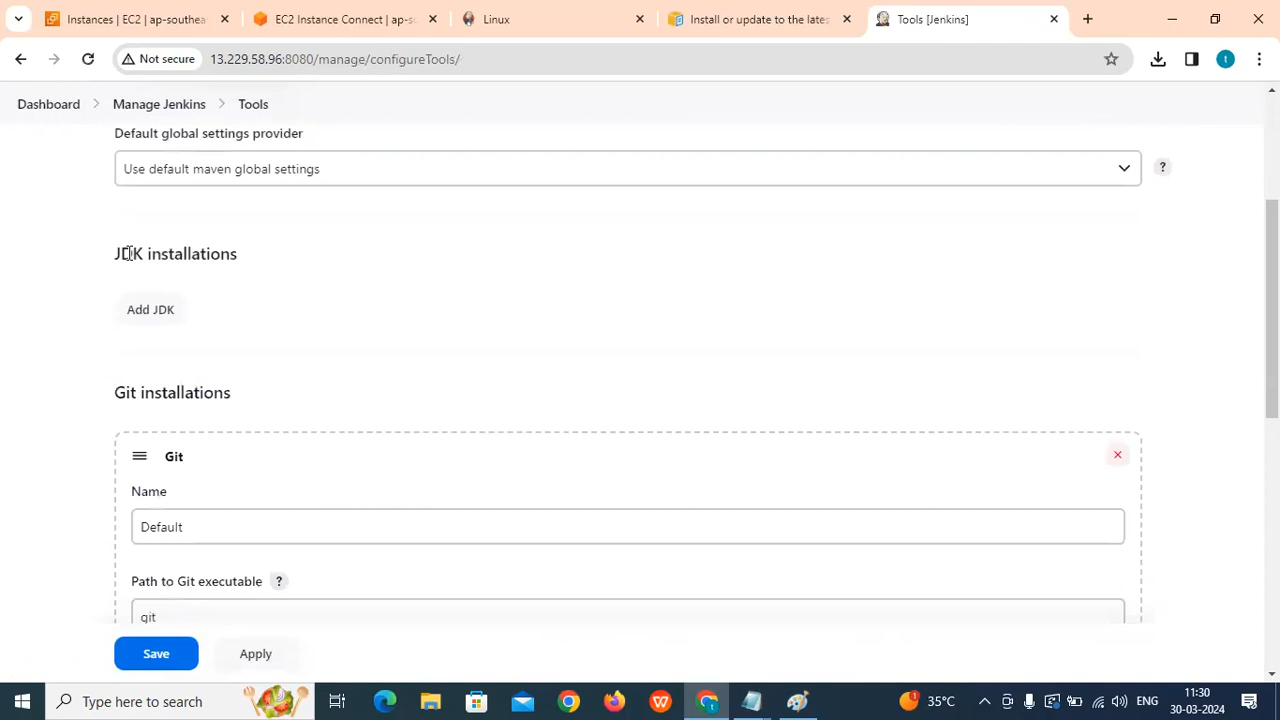 Instances | EC2 | ap-southea
EC2 Instance Connect | ap-so
Linux
Install or update to the lates
Tools [Jenkins]
Not secure
13.229.58.96:8080/manage/configureTools/
t
Dashboard
Manage Jenkins
Tools
Default global settings provider
Use default maven global settings
?
JDK installations
Add JDK
Git installations
Git
Name
Default
Path to Git executable
?
git
Save
Apply
Type here to search
35°C
ENG
11:30
30-03-2024